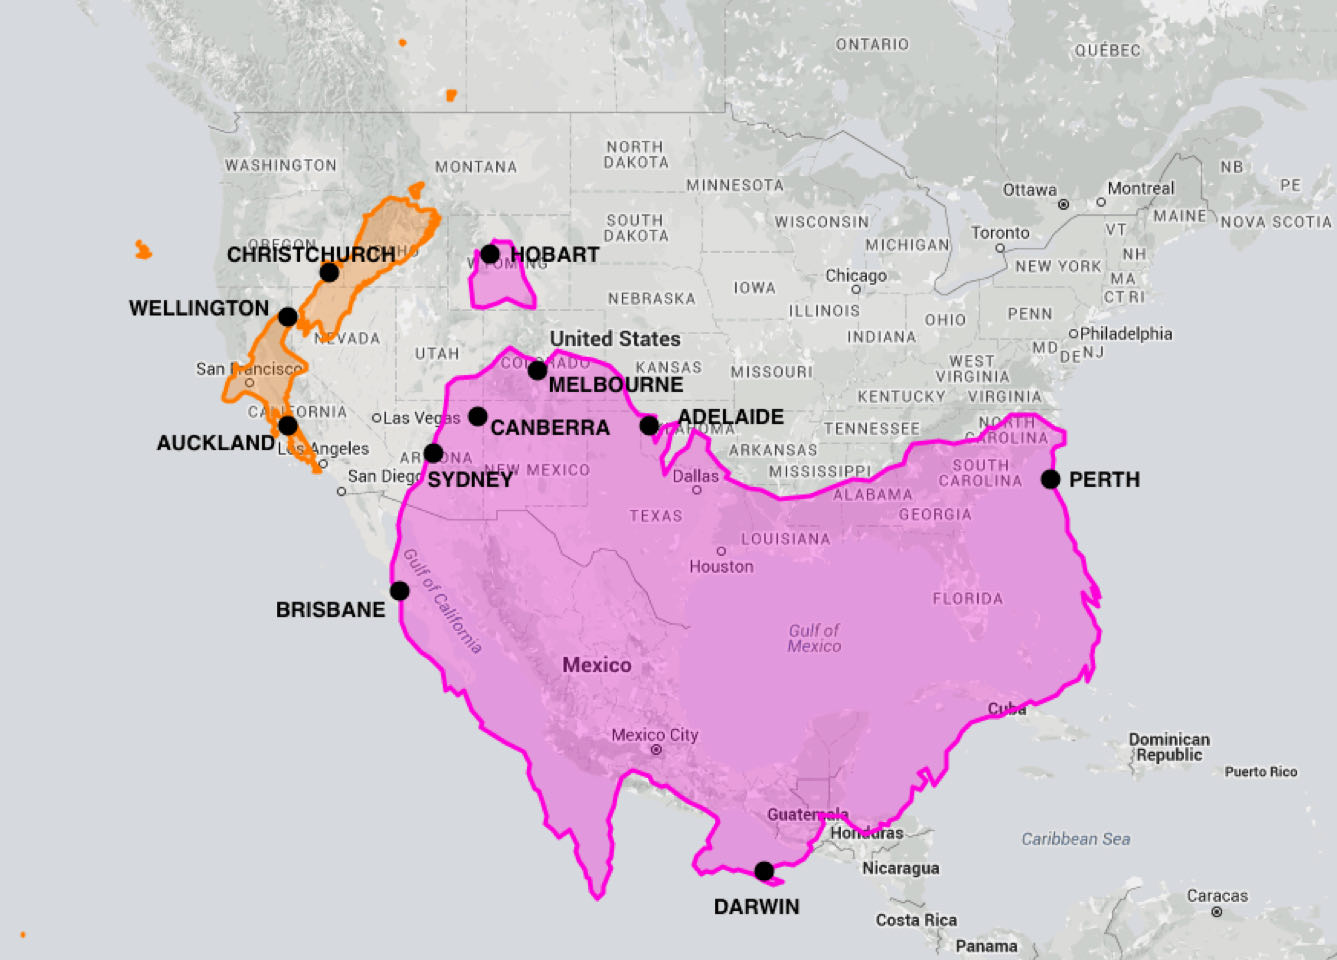 ONTARIO
QUÉBEC
WASHINGTON
MONTANA
NORTH
DAKOTA
MINNESOTA
Ottawa
Montreal
NB
PE
MAINE
NOVA SCOTIA
SOUTH
DAKOTA
WISCONSIN
MICHIGAN
Toronto
VT
NH
OREGON
CHRISTCHURCH
IDAHO
HOBART
WYOMING
NEW YORK
MA
CT RI
Chicago
IOWA
NEBRASKA
ILLINOIS
WELLINGTON
NEVADA
UTAH
United States
COLORADO
INDIANA
OHIO
PENN
Philadelphia
MD
DE
NJ
San Francisco
KANSAS
MISSOURI
WEST
VIRGINIA
MELBOURNE
KENTUCKY
VIRGINIA
CALIFORNIA
Las Vegas
CANBERRA
ADELAIDE
OKLAHOMA
TENNESSEE
NORTH
CAROLINA
AUCKLAND
Los Angeles
ARIZONA
NEW MEXICO
ARKANSAS
MISSISSIPPI
SOUTH
CAROLINA
San Diego
SYDNEY
Dallas
ALABAMA
PERTH
TEXAS
GEORGIA
LOUISIANA
Houston
Gulf of California
FLORIDA
BRISBANE
Gulf of
Mexico
Mexico
Cuba
Mexico City
Dominican
Republic
Puerto Rico
Guatemala
Honduras
Caribbean Sea
Nicaragua
DARWIN
Caracas
Costa Rica
Panama